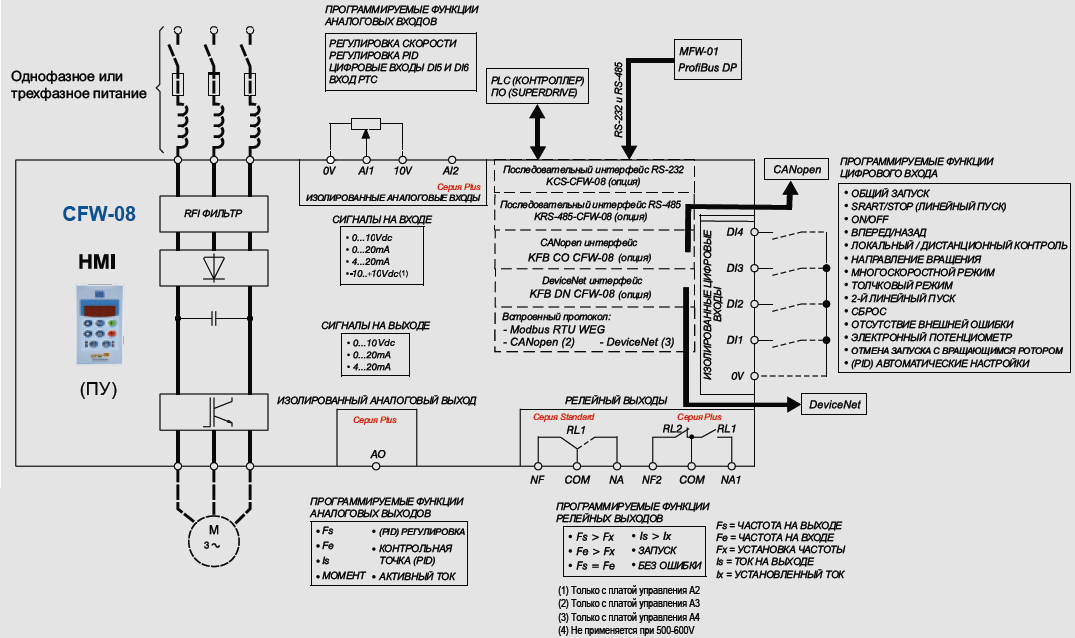 ПРОГРАММИРУЕМЫЕ ФУНКЦИИ
АНАЛОГОВЫХ ВХОДОВ
РЕГУЛИРОВКА СКОРОСТИ
РЕГУЛИРОВКА PID
ЦИФРОВЫЕ ВХОДЫ DI5 И DI6
ВХОД PTC
Однофазное или
трехфазное питание
PLC (КОНТРОЛЛЕР)
ПО (SUPERDRIVE)
RS-232 и RS-485
MFW-01
ProfiBus DP
0V
AI1
10V
AI2
Серия Plus
ИЗОЛИРОВАННЫЕ АНАЛОГОВЫЕ ВХОДЫ
Последовательный интерфейс RS-232
KCS-CFW-08 (опция)
Последовательный интерфейс RS-485
KRS-485-CFW-08 (опция)
CANopen интерфейс
KFB CO CFW-08 (опция)
DeviceNet интерфейс
KFB DN CFW-08 (опция)
Встроенный протокол:
- Modbus RTU WEG
- CANopen (2) - DeviceNet (3)
CANopen
ПРОГРАММИРУЕМЫЕ ФУНКЦИИ
ЦИФРОВОГО ВХОДА
• ОБЩИЙ ЗАПУСК
• SRART/STOP (ЛИНЕЙНЫЙ ПУСК)
• ON/OFF
• ВПЕРЕД/НАЗАД
• ЛОКАЛЬНЫЙ / ДИСТАНЦИОННЫЙ КОНТРОЛЬ
• НАПРАВЛЕНИЕ ВРАЩЕНИЯ
• МНОГОСКОРОСТНОЙ РЕЖИМ
• ТОЛЧКОВЫЙ РЕЖИМ
• 2-Й ЛИНЕЙНЫЙ ПУСК
• СБРОС
• ОТСУТСТВИЕ ВНЕШНЕЙ ОШИБКИ
• ЭЛЕКТРОННЫЙ ПОТЕНЦИОМЕТР
• ОТМЕНА ЗАПУСКА С ВРАЩАЮЩИМСЯ РОТОРОМ
• (PID) АВТОМАТИЧЕСКИЕ НАСТРОЙКИ
CFW-08
HMI
(ПУ)
RFI ФИЛЬТР
СИГНАЛЫ НА ВХОДЕ
• 0...10Vdc
• 0...20mA
• 4...20mA
•-10...+10Vdc(1)
СИГНАЛЫ НА ВЫХОДЕ
• 0...10Vdc
• 0...20mA
• 4...20mA
ИЗОЛИРОВАННЫЕ ЦИФРОВЫЕ
ВХОДЫ
DI4
DI3
DI2
DI1
0V
DeviceNet
ИЗОЛИРОВАННЫЙ АНАЛОГОВЫЙ ВЫХОД
Серия Plus
AO
РЕЛЕЙНЫЙ ВЫХОДЫ
Серия Standard
RL1
Серия Plus
RL2
RL1
NF
COM
NA
NF2
COM
NA1
M
3 ~
ПРОГРАММИРУЕМЫЕ ФУНКЦИИ
АНАЛОГОВЫХ ВЫХОДОВ
• Fs
• Fe
• Is
• МОМЕНТ
• (PID) РЕГУЛИРОВКА
• КОНТРОЛЬНАЯ
ТОЧКА (PID)
• АКТИВНЫЙ ТОК
ПРОГРАММИРУЕМЫЕ ФУНКЦИИ
РЕЛЕЙНЫХ ВЫХОДОВ
• Fs > Fx
• Fe > Fx
• Fs = Fe
• Is > Ix
• ЗАПУСК
• БЕЗ ОШИБКИ
Fs = ЧАСТОТА НА ВЫХОДЕ
Fe = ЧАСТОТА НА ВХОДЕ
Fx = УСТАНОВКА ЧАСТОТЫ
Is = ТОК НА ВЫХОДЕ
Ix = УСТАНОВЛЕННЫЙ ТОК
(1) Только с платой управления A2
(2) Только с платой управления A3
(3) Только с платой управления A4
(4) Не применяется при 500-600V